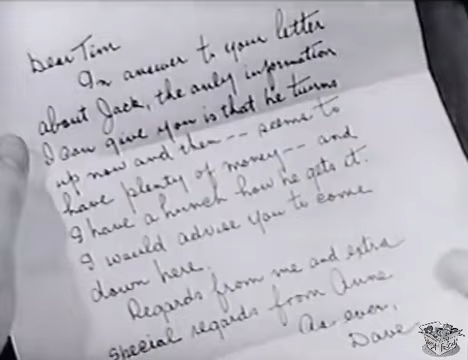 Dear Tim
In answer to your letter
about Jack, the only information
I can give you is that he turns
up now and then -- seems to
have plenty of money -- and
I have a hunch how he gets it.
I would advise you to come
down here.
Regards from me and extra
special regards from Anne
As ever,
Dave